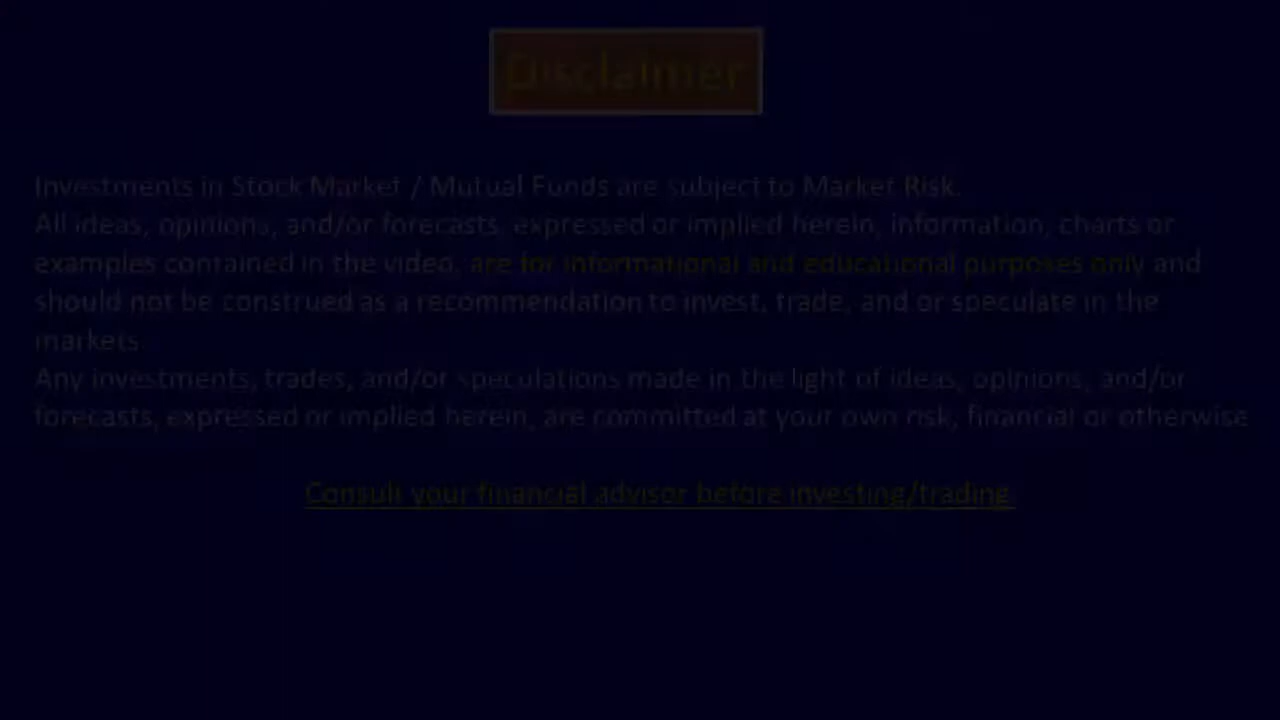 Disclaimer
Investments in Stock Market / Mutual Funds are subject to Market Risk.
All ideas, opinions, and/or forecasts, expressed or implied herein, information, charts or
examples contained in the video, are for informational and educational purposes only and
should not be construed as a recommendation to invest, trade, and or speculate in the
markets.
Any investments, trades, and/or speculations made in the light of ideas, opinions, and/or
forecasts, expressed or implied herein, are committed at your own risk, financial or otherwise
Consult your financial advisor before investing/trading.